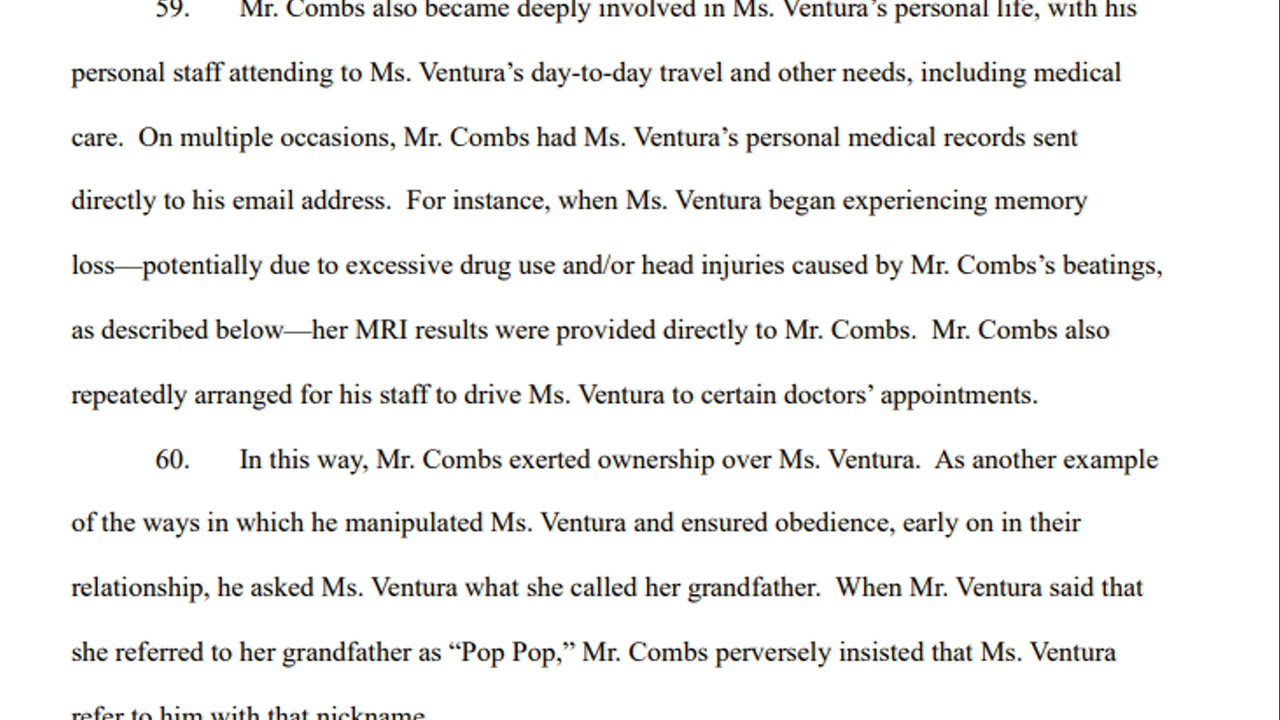 59. Mr. Combs also became deeply involved in Ms. Ventura’s personal life, with his
personal staff attending to Ms. Ventura’s day-to-day travel and other needs, including medical
care. On multiple occasions, Mr. Combs had Ms. Ventura’s personal medical records sent
directly to his email address. For instance, when Ms. Ventura began experiencing memory
loss—potentially due to excessive drug use and/or head injuries caused by Mr. Combs’s beatings,
as described below—her MRI results were provided directly to Mr. Combs. Mr. Combs also
repeatedly arranged for his staff to drive Ms. Ventura to certain doctors’ appointments.
60. In this way, Mr. Combs exerted ownership over Ms. Ventura. As another example
of the ways in which he manipulated Ms. Ventura and ensured obedience, early on in their
relationship, he asked Ms. Ventura what she called her grandfather. When Mr. Ventura said that
she referred to her grandfather as “Pop Pop,” Mr. Combs perversely insisted that Ms. Ventura
refer to him with that nickname.